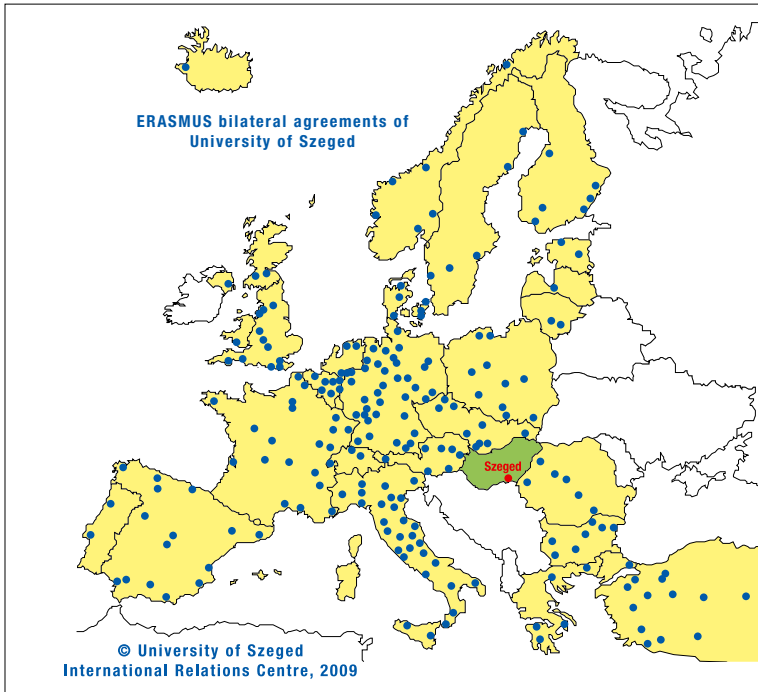 ERASMUS bilateral agreements of
University of Szeged
Szeged
© University of Szeged
International Relations Centre, 2009